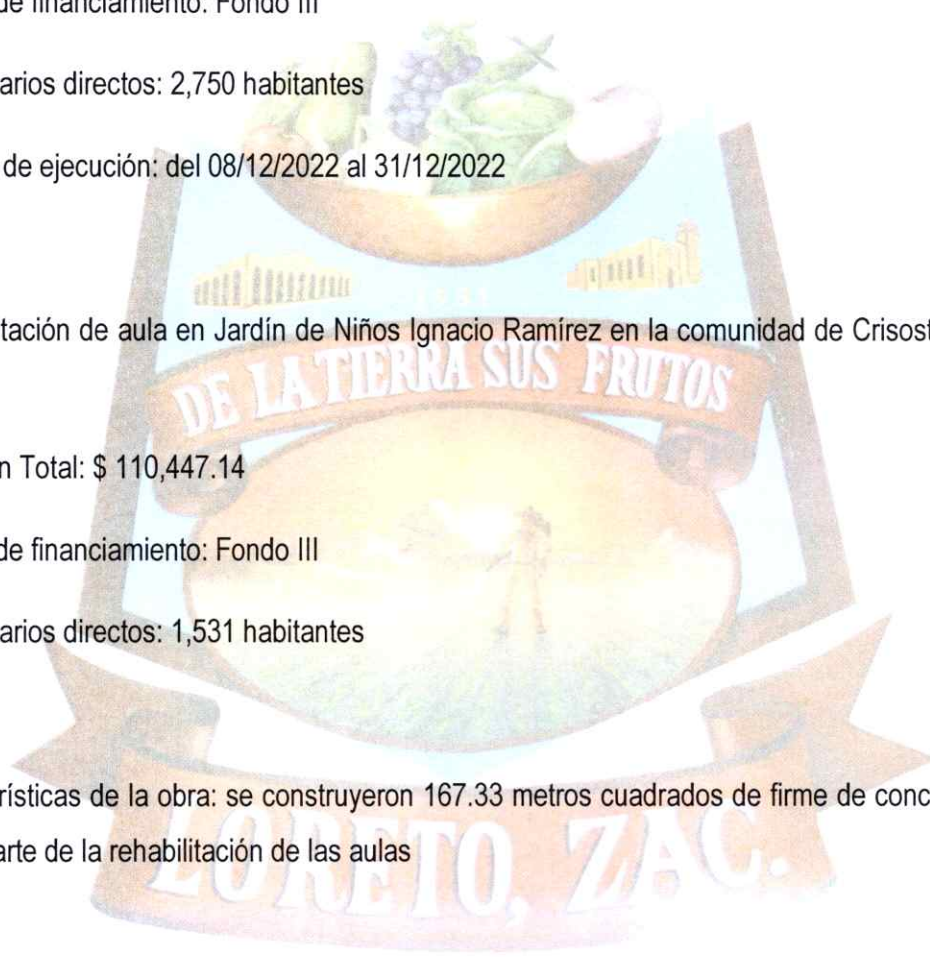 de financiamiento: Fondo III
arios directos: 2,750 habitantes
de ejecución: del 08/12/2022 al 31/12/2022
1931
tación de aula en Jardín de Niños Ignacio Ramírez en la comunidad de Crisost
DE LA TIERRA SUS FRUTOS
n Total: $ 110,447.14
de financiamiento: Fondo III
arios directos: 1,531 habitantes
rísticas de la obra: se construyeron 167.33 metros cuadrados de firme de conc
arte de la rehabilitación de las aulas
LORETO, ZAC.